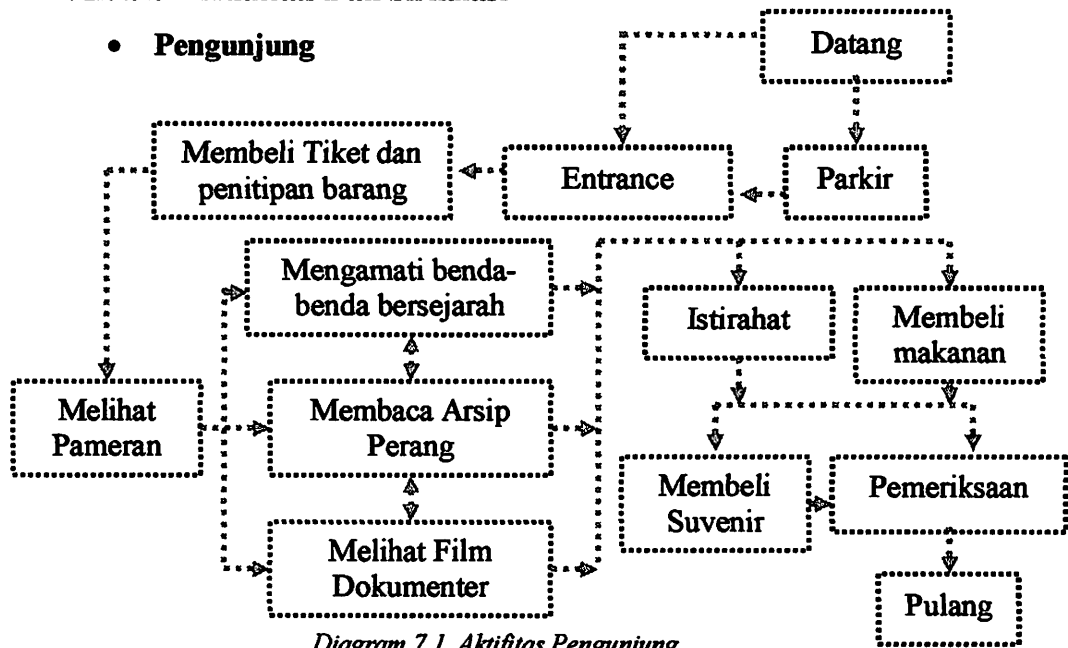 • Pengunjung
Datang
Membeli Tiket dan
penitipan barang
Entrance
Parkir
Mengamati benda-
benda bersejarah
Istirahat
Membeli
makanan
Melihat
Pameran
Membaca Arsip
Perang
Membeli
Suvenir
Pemeriksaan
Melihat Film
Dokumenter
Pulang
Diagram 7.1. Aktifitas Pengunjung